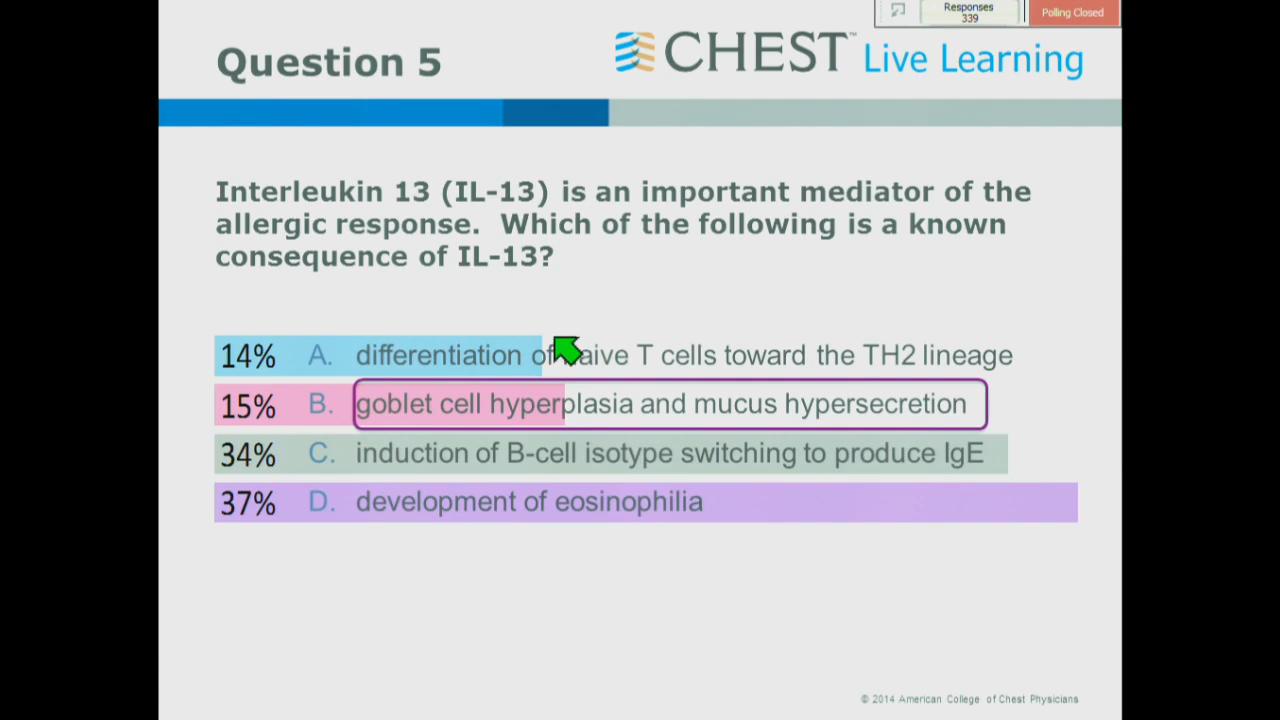 Responses
339
Polling Closed
Question 5
CHEST™ Live Learning
Interleukin 13 (IL-13) is an important mediator of the
allergic response.  Which of the following is a known
consequence of IL-13?
14% A. differentiation of naive T cells toward the TH2 lineage
15% B. goblet cell hyperplasia and mucus hypersecretion
34% C. induction of B-cell isotype switching to produce IgE
37% D. development of eosinophilia
© 2014 American College of Chest Physicians